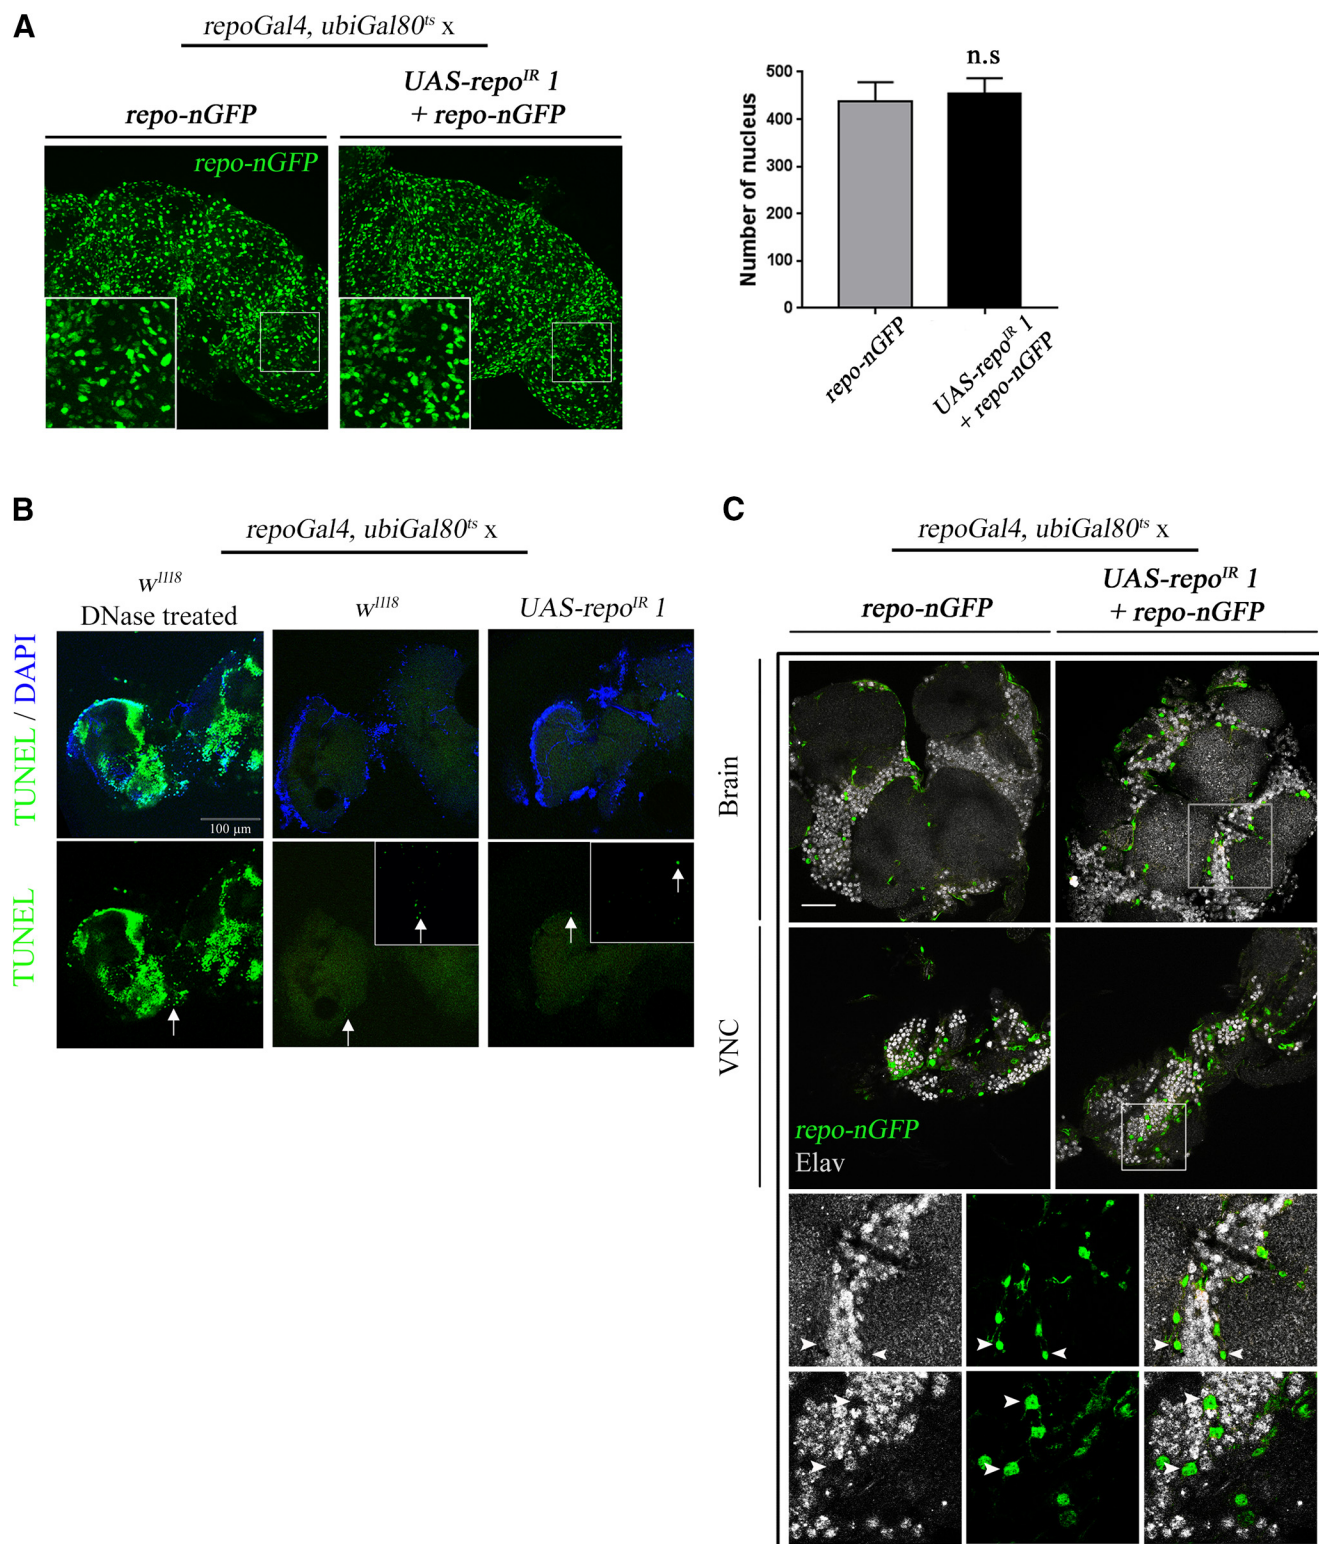 A
repoGal4, ubiGal80ts x
repo-nGFP
UAS-repoIR 1
+ repo-nGFP
repo-nGFP
n.s
Number of nucleus
500
400
300
200
100
0
repo-nGFP
UAS-repoIR 1
+ repo-nGFP
B
repoGal4, ubiGal80ts x
w1118
DNase treated
w1118
UAS-repoIR 1
TUNEL / DAPI
100 µm
TUNEL
C
repoGal4, ubiGal80ts x
repo-nGFP
UAS-repoIR 1
+ repo-nGFP
Brain
VNC
repo-nGFP
Elav